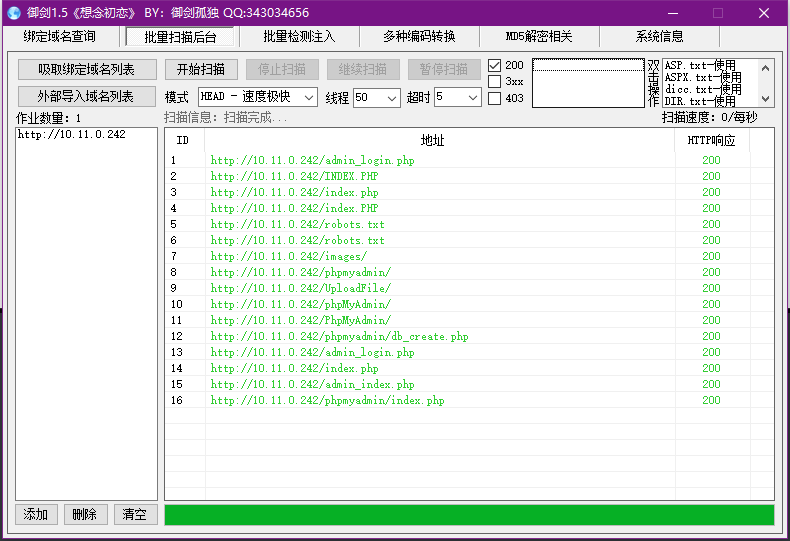 御剑1.5《想念初恋》 BY: 御剑孤独 QQ:343034656
绑定域名查询 批量扫描后台 批量检测注入 多种编码转换 MD5解密相关 系统信息
吸取绑定域名列表 开始扫描 停止扫描 继续扫描 暂停扫描
外部导入域名列表 模式 HEAD - 速度极快 线程 50 超时 5
200
3xx
403
双击操作
ASP.txt-使用
ASPX.txt-使用
dicc.txt-使用
DIR.txt-使用
作业数量: 1 扫描信息: 扫描完成... 扫描速度: 0/每秒
http://10.11.0.242
ID 地址 HTTP响应
1 http://10.11.0.242/admin_login.php 200
2 http://10.11.0.242/INDEX.PHP 200
3 http://10.11.0.242/index.php 200
4 http://10.11.0.242/index.PHP 200
5 http://10.11.0.242/robots.txt 200
6 http://10.11.0.242/robots.txt 200
7 http://10.11.0.242/images/ 200
8 http://10.11.0.242/phpmyadmin/ 200
9 http://10.11.0.242/UploadFile/ 200
10 http://10.11.0.242/phpMyAdmin/ 200
11 http://10.11.0.242/PhpMyAdmin/ 200
12 http://10.11.0.242/phpmyadmin/db_create.php 200
13 http://10.11.0.242/admin_login.php 200
14 http://10.11.0.242/index.php 200
15 http://10.11.0.242/admin_index.php 200
16 http://10.11.0.242/phpmyadmin/index.php 200
添加 删除 清空